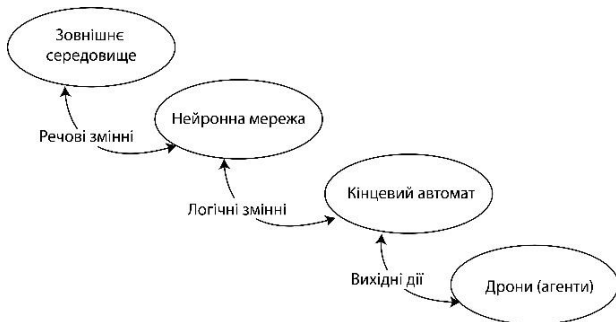 Зовнішнє
середовище
Речові змінні
Нейронна мережа
Логічні змінні
Кінцевий автомат
Вихідні дії
Дрони (агенти)